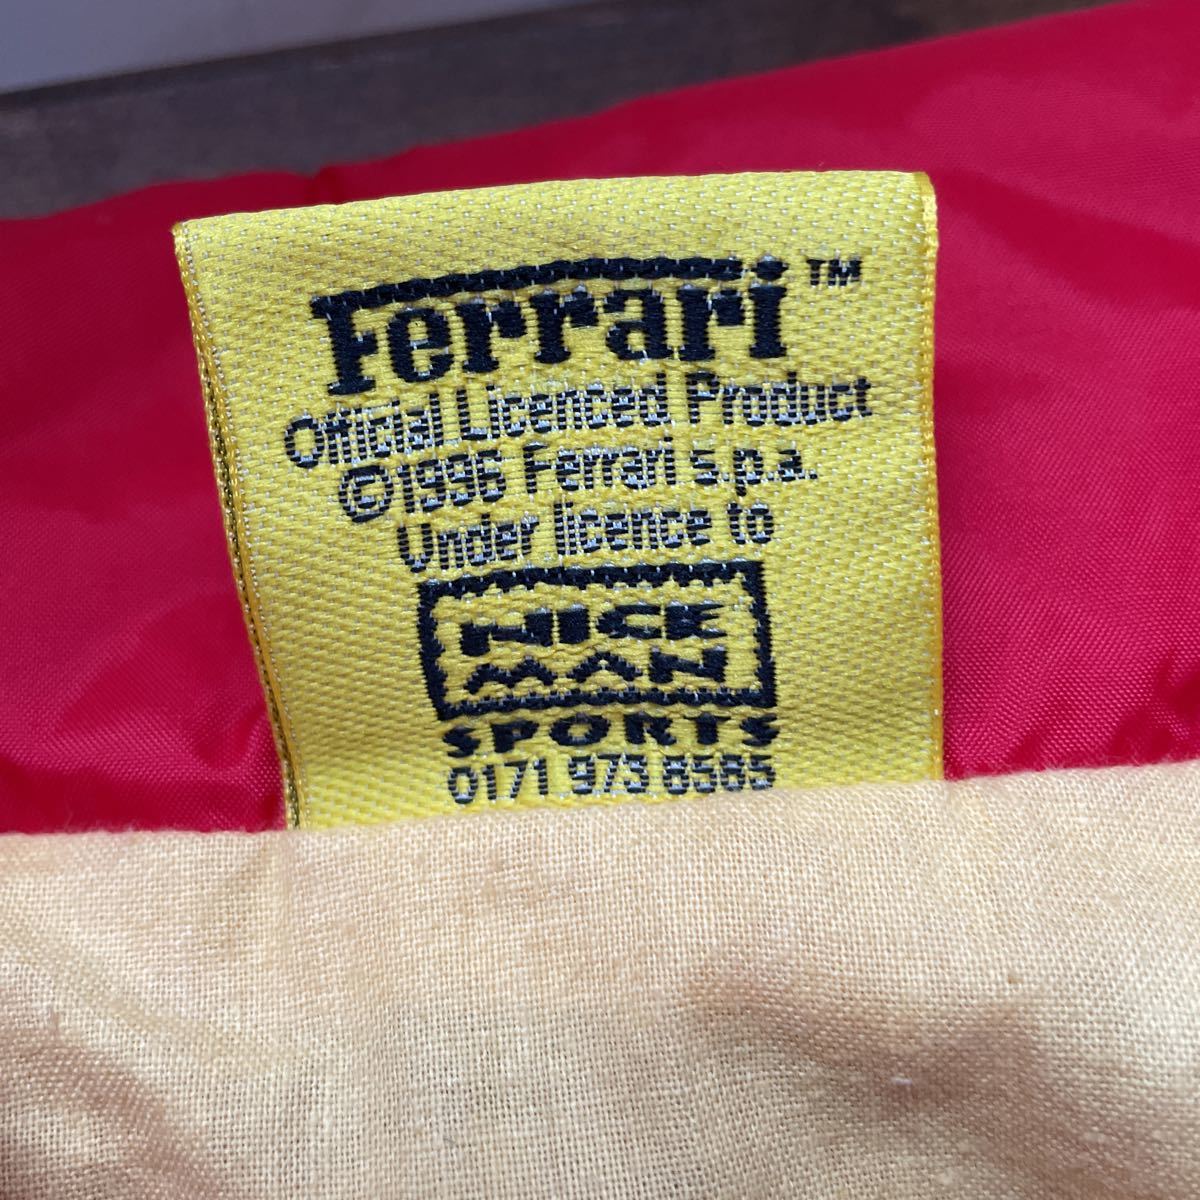 Ferrari™
Official Licenced Product
©1996 Ferrari s.p.a.
Under licence to
NICE
MAN
SPORTS
0171 973 8585